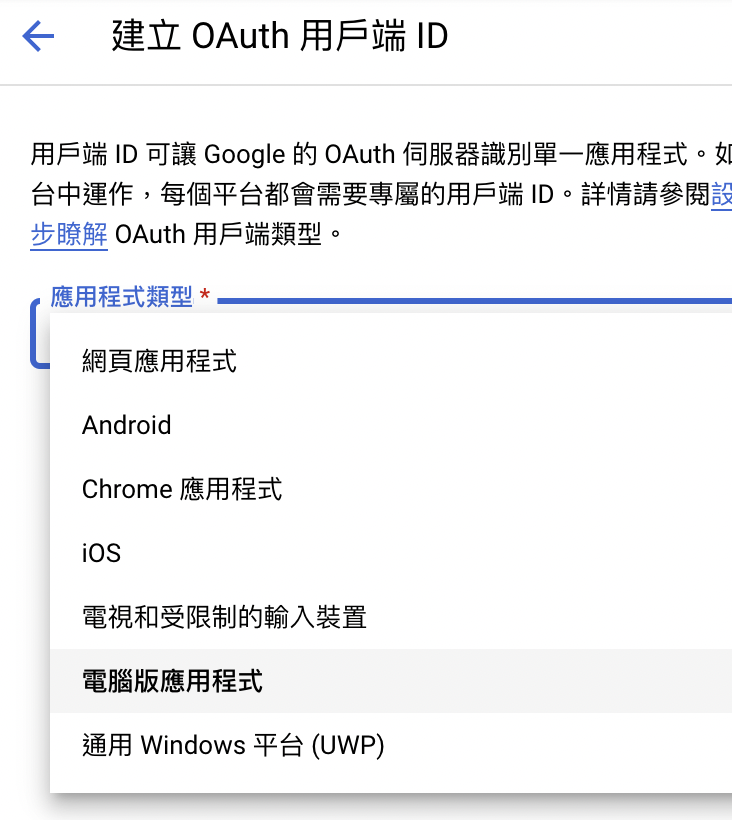 建立 OAuth 用戶端 ID
用戶端 ID 可讓 Google 的 OAuth 伺服器識別單一應用程式。如
台中運作，每個平台都會需要專屬的用戶端 ID。詳情請參閱設
步瞭解 OAuth 用戶端類型。
應用程式類型 *
網頁應用程式
Android
Chrome 應用程式
iOS
電視和受限制的輸入裝置
電腦版應用程式
通用 Windows 平台 (UWP)